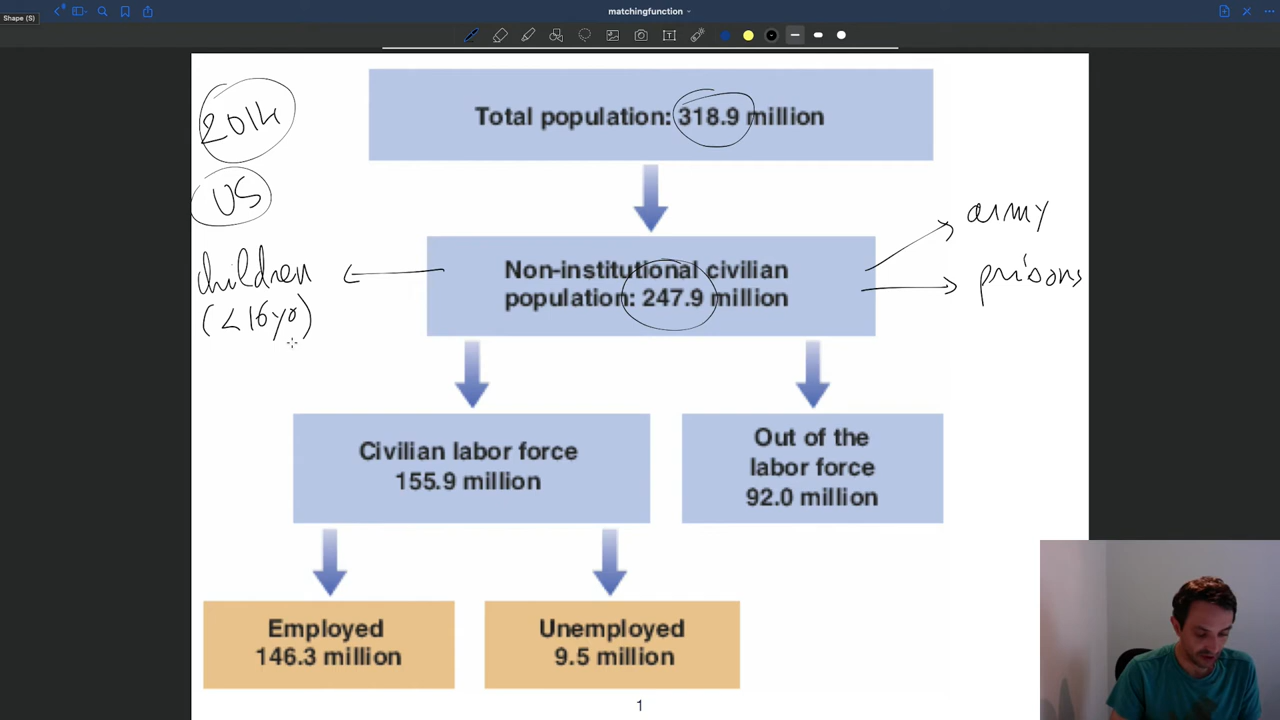 matchingfunction
Shape (S)
2014
Total population: 318.9 million
US
army
children
(<16yr)
Non-institutional civilian
population: 247.9 million
prisons
Civilian labor force
155.9 million
Out of the
labor force
92.0 million
Employed
146.3 million
Unemployed
9.5 million
1